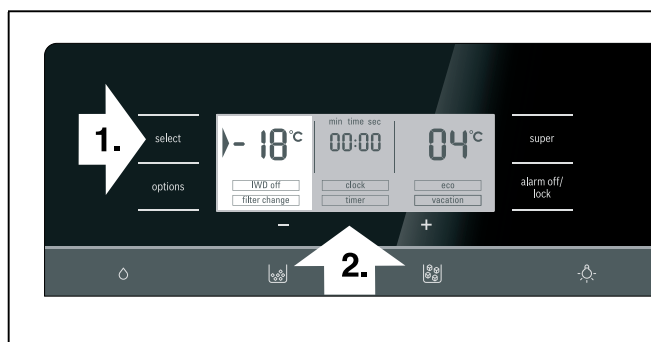 1.
select
options
-18°C
IWD off
filter change
min time sec
00:00
clock
timer
04°C
eco
vacation
super
alarm off/
lock
− +
2.